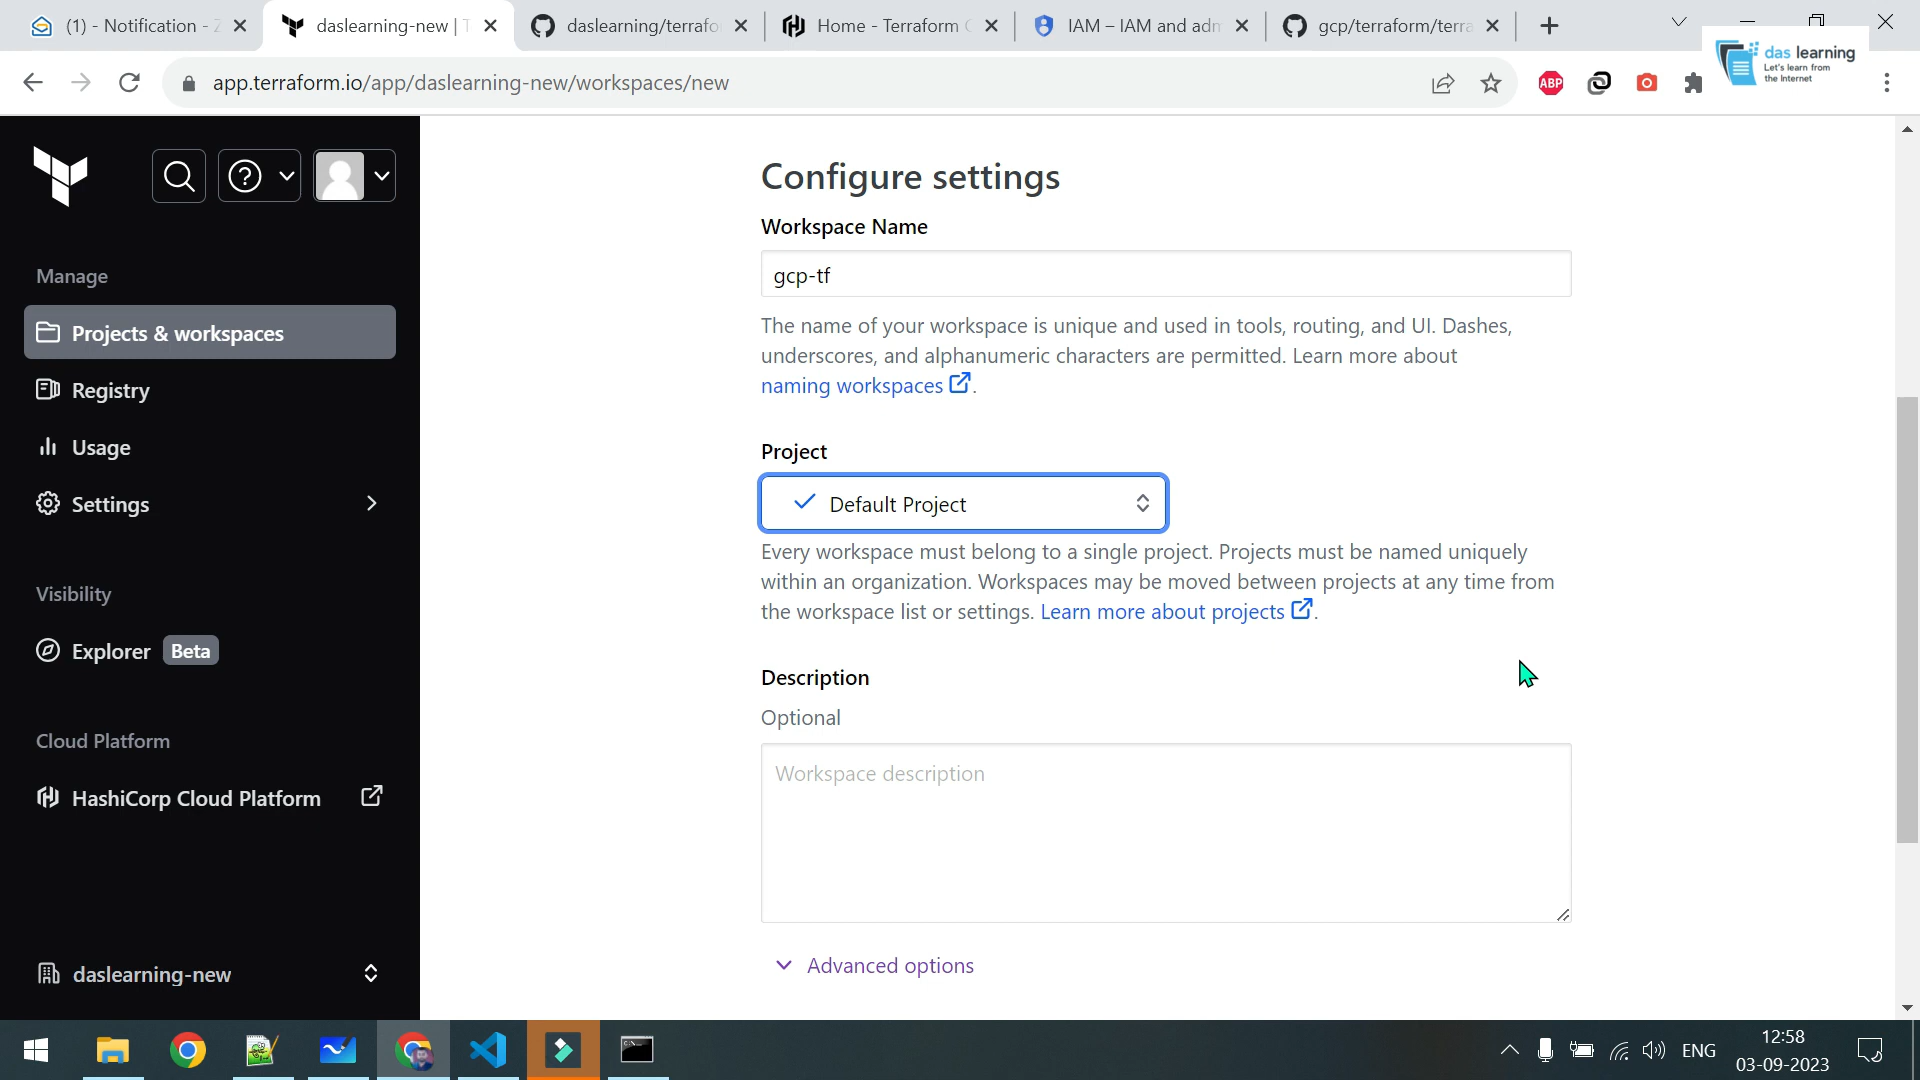 (1) - Notification - Z
daslearning-new | T
daslearning/terrafo
Home - Terraform C
IAM – IAM and adm
gcp/terraform/terra
das learning
Let's learn from
the Internet
app.terraform.io/app/daslearning-new/workspaces/new
ABP
Manage
Projects & workspaces
Registry
Usage
Settings
Visibility
Explorer Beta
Cloud Platform
HashiCorp Cloud Platform
daslearning-new
Configure settings
Workspace Name
gcp-tf
The name of your workspace is unique and used in tools, routing, and UI. Dashes,
underscores, and alphanumeric characters are permitted. Learn more about
naming workspaces .
Project
Default Project
Every workspace must belong to a single project. Projects must be named uniquely
within an organization. Workspaces may be moved between projects at any time from
the workspace list or settings. Learn more about projects .
Description
Optional
Workspace description
Advanced options
ENG
12:58
03-09-2023